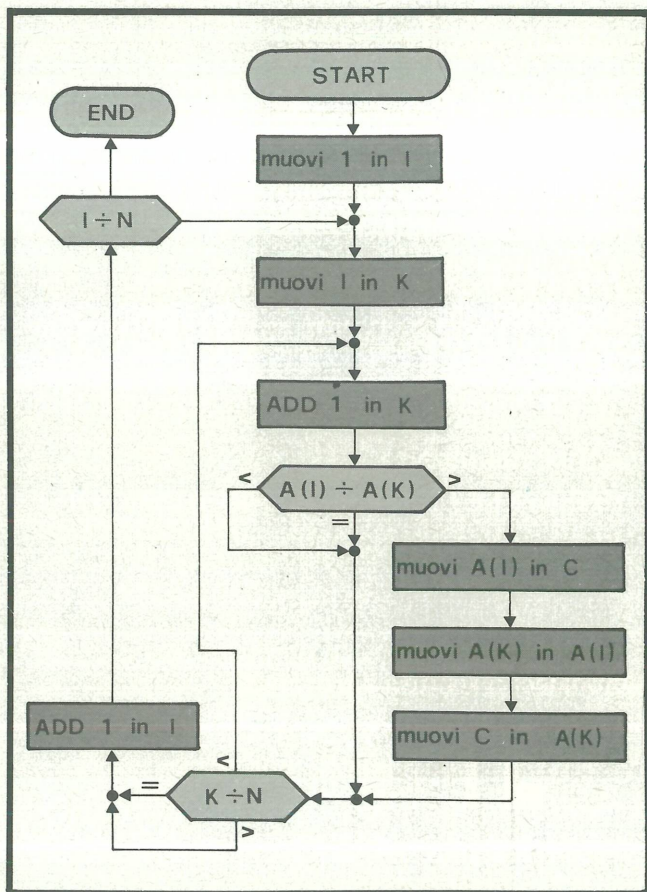 START
END
muovi 1 in I
I ÷ N
muovi I in K
ADD 1 in K
<
A(I) ÷ A(K)
>
=
muovi A(I) in C
muovi A(K) in A(I)
ADD 1 in I
muovi C in A(K)
<
=
K ÷ N
>